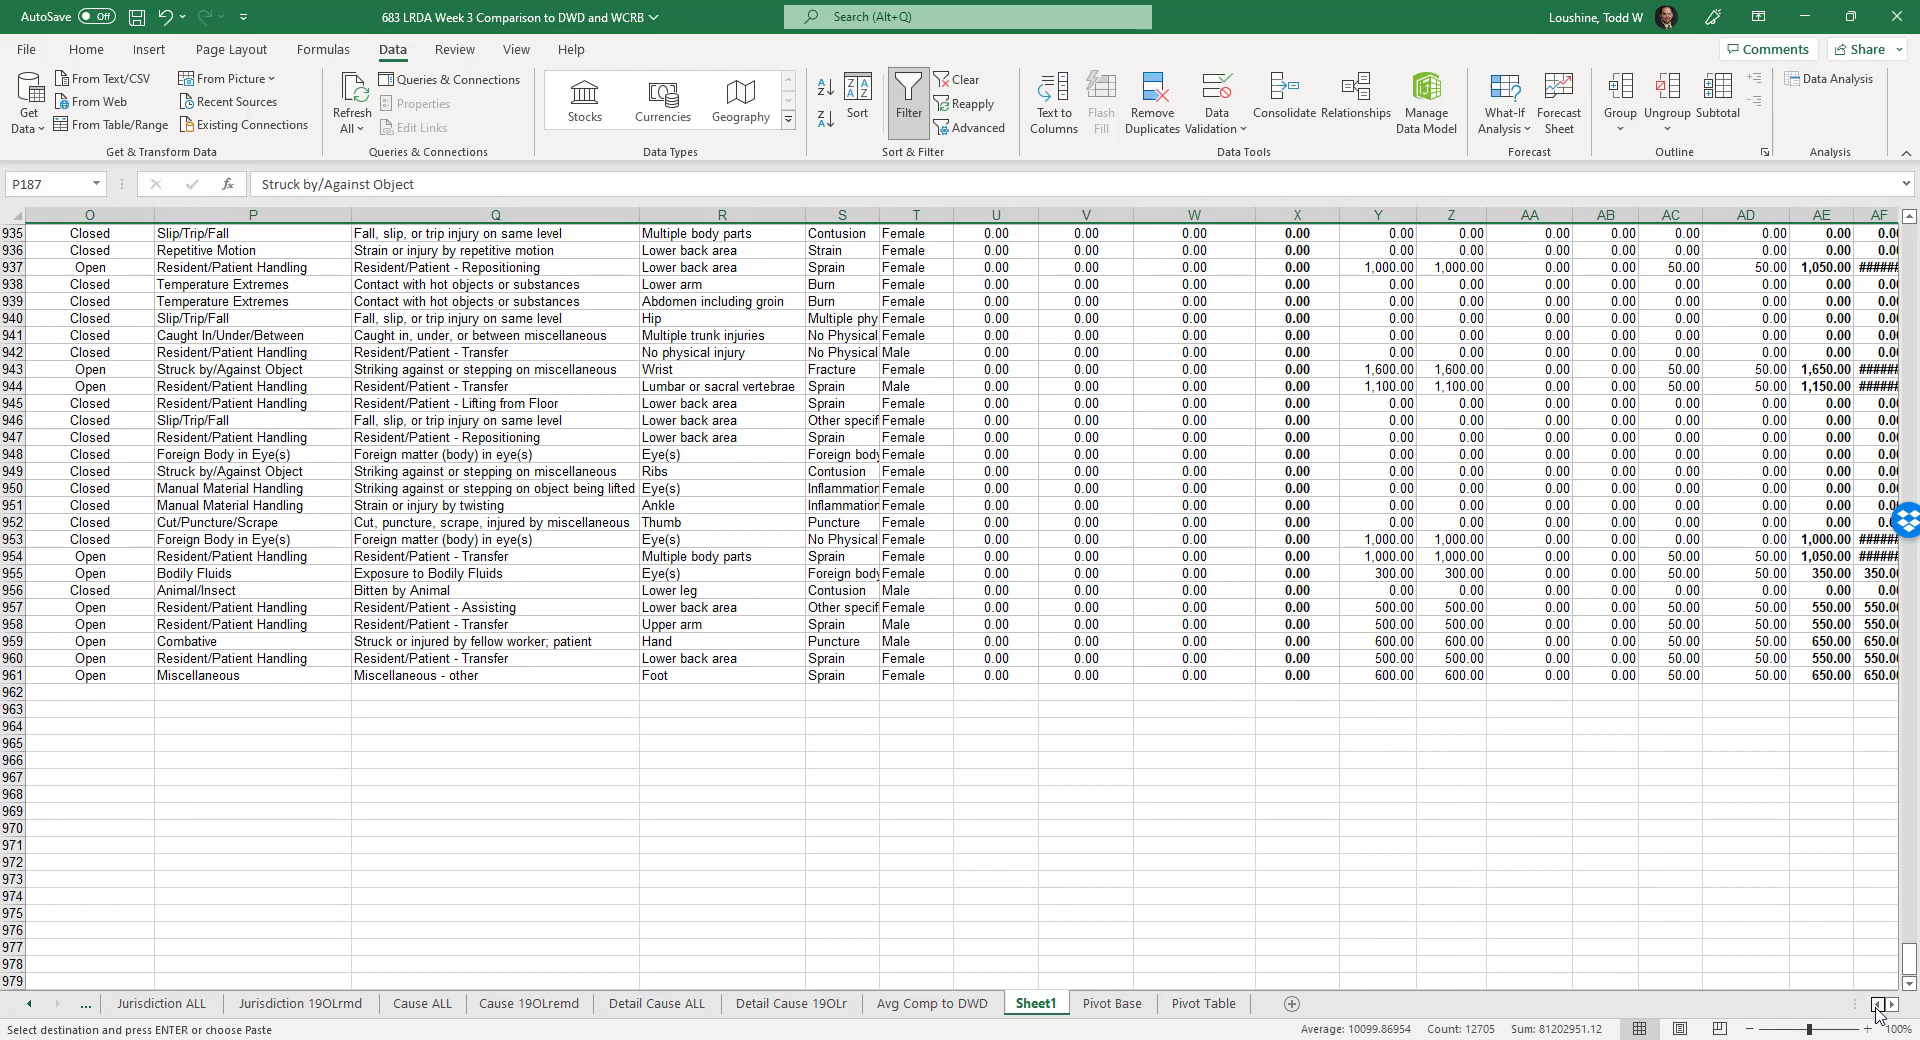 AutoSave Off 683 LRDA Week 3 Comparison to DWD and WCRB Search (Alt+Q) Loushine, Todd W
File Home Insert Page Layout Formulas Data Review View Help Comments Share
From Text/CSV From Picture Queries & Connections Clear Data Analysis
From Web Recent Sources Properties Reapply
From Table/Range Existing Connections Edit Links Advanced
Get Data Refresh All Stocks Currencies Geography Sort Filter Text to Columns Flash Fill Remove Duplicates Data Validation Consolidate Relationships Manage Data Model What-If Analysis Forecast Sheet Group Ungroup Subtotal
Get & Transform Data Queries & Connections Data Types Sort & Filter Data Tools Forecast Outline Analysis
P187 fx Struck by/Against Object
O P Q R S T U V W X Y Z AA AB AC AD AE AF
935 Closed Slip/Trip/Fall Fall, slip, or trip injury on same level Multiple body parts Contusion Female 0.00 0.00 0.00 0.00 0.00 0.00 0.00 0.00 0.00 0.00 0.00 0.00
936 Closed Repetitive Motion Strain or injury by repetitive motion Lower back area Strain Female 0.00 0.00 0.00 0.00 0.00 0.00 0.00 0.00 0.00 0.00 0.00 0.00
937 Open Resident/Patient Handling Resident/Patient - Repositioning Lower back area Sprain Female 0.00 0.00 0.00 0.00 1,000.00 1,000.00 0.00 0.00 50.00 50.00 1,050.00 ######
938 Closed Temperature Extremes Contact with hot objects or substances Lower arm Burn Female 0.00 0.00 0.00 0.00 0.00 0.00 0.00 0.00 0.00 0.00 0.00 0.00
939 Closed Temperature Extremes Contact with hot objects or substances Abdomen including groin Burn Female 0.00 0.00 0.00 0.00 0.00 0.00 0.00 0.00 0.00 0.00 0.00 0.00
940 Closed Slip/Trip/Fall Fall, slip, or trip injury on same level Hip Multiple phy Female 0.00 0.00 0.00 0.00 0.00 0.00 0.00 0.00 0.00 0.00 0.00 0.00
941 Closed Caught In/Under/Between Caught in, under, or between miscellaneous Multiple trunk injuries No Physical Female 0.00 0.00 0.00 0.00 0.00 0.00 0.00 0.00 0.00 0.00 0.00 0.00
942 Closed Resident/Patient Handling Resident/Patient - Transfer No physical injury No Physical Male 0.00 0.00 0.00 0.00 0.00 0.00 0.00 0.00 0.00 0.00 0.00 0.00
943 Open Struck by/Against Object Striking against or stepping on miscellaneous Wrist Fracture Female 0.00 0.00 0.00 0.00 1,600.00 1,600.00 0.00 0.00 50.00 50.00 1,650.00 ######
944 Open Resident/Patient Handling Resident/Patient - Transfer Lumbar or sacral vertebrae Sprain Male 0.00 0.00 0.00 0.00 1,100.00 1,100.00 0.00 0.00 50.00 50.00 1,150.00 ######
945 Closed Resident/Patient Handling Resident/Patient - Lifting from Floor Lower back area Sprain Female 0.00 0.00 0.00 0.00 0.00 0.00 0.00 0.00 0.00 0.00 0.00 0.00
946 Closed Slip/Trip/Fall Fall, slip, or trip injury on same level Lower back area Other specif Female 0.00 0.00 0.00 0.00 0.00 0.00 0.00 0.00 0.00 0.00 0.00 0.00
947 Closed Resident/Patient Handling Resident/Patient - Repositioning Lower back area Sprain Female 0.00 0.00 0.00 0.00 0.00 0.00 0.00 0.00 0.00 0.00 0.00 0.00
948 Closed Foreign Body in Eye(s) Foreign matter (body) in eye(s) Eye(s) Foreign body Female 0.00 0.00 0.00 0.00 0.00 0.00 0.00 0.00 0.00 0.00 0.00 0.00
949 Closed Struck by/Against Object Striking against or stepping on miscellaneous Ribs Contusion Female 0.00 0.00 0.00 0.00 0.00 0.00 0.00 0.00 0.00 0.00 0.00 0.00
950 Closed Manual Material Handling Striking against or stepping on object being lifted Eye(s) Inflammation Female 0.00 0.00 0.00 0.00 0.00 0.00 0.00 0.00 0.00 0.00 0.00 0.00
951 Closed Manual Material Handling Strain or injury by twisting Ankle Inflammation Female 0.00 0.00 0.00 0.00 0.00 0.00 0.00 0.00 0.00 0.00 0.00 0.00
952 Closed Cut/Puncture/Scrape Cut, puncture, scrape, injured by miscellaneous Thumb Puncture Female 0.00 0.00 0.00 0.00 0.00 0.00 0.00 0.00 0.00 0.00 0.00 0.0
953 Closed Foreign Body in Eye(s) Foreign matter (body) in eye(s) Eye(s) No Physical Female 0.00 0.00 0.00 0.00 1,000.00 1,000.00 0.00 0.00 0.00 0.00 1,000.00 ######
954 Open Resident/Patient Handling Resident/Patient - Transfer Multiple body parts Sprain Female 0.00 0.00 0.00 0.00 1,000.00 1,000.00 0.00 0.00 50.00 50.00 1,050.00 ######
955 Open Bodily Fluids Exposure to Bodily Fluids Eye(s) Foreign body Female 0.00 0.00 0.00 0.00 300.00 300.00 0.00 0.00 50.00 50.00 350.00 350.00
956 Closed Animal/Insect Bitten by Animal Lower leg Contusion Male 0.00 0.00 0.00 0.00 0.00 0.00 0.00 0.00 0.00 0.00 0.00 0.00
957 Open Resident/Patient Handling Resident/Patient - Assisting Lower back area Other specif Female 0.00 0.00 0.00 0.00 500.00 500.00 0.00 0.00 50.00 50.00 550.00 550.00
958 Open Resident/Patient Handling Resident/Patient - Transfer Upper arm Sprain Male 0.00 0.00 0.00 0.00 500.00 500.00 0.00 0.00 50.00 50.00 550.00 550.00
959 Open Combative Struck or injured by fellow worker; patient Hand Puncture Male 0.00 0.00 0.00 0.00 600.00 600.00 0.00 0.00 50.00 50.00 650.00 650.00
960 Open Resident/Patient Handling Resident/Patient - Transfer Lower back area Sprain Female 0.00 0.00 0.00 0.00 500.00 500.00 0.00 0.00 50.00 50.00 550.00 550.00
961 Open Miscellaneous Miscellaneous - other Foot Sprain Female 0.00 0.00 0.00 0.00 600.00 600.00 0.00 0.00 50.00 50.00 650.00 650.00
962
963
964
965
966
967
968
969
970
971
972
973
974
975
976
977
978
979
... Jurisdiction ALL Jurisdiction 19OLrmd Cause ALL Cause 19OLremd Detail Cause ALL Detail Cause 19OLr Avg Comp to DWD Sheet1 Pivot Base Pivot Table
Select destination and press ENTER or choose Paste Average: 10099.86954 Count: 12705 Sum: 81202951.12 100%